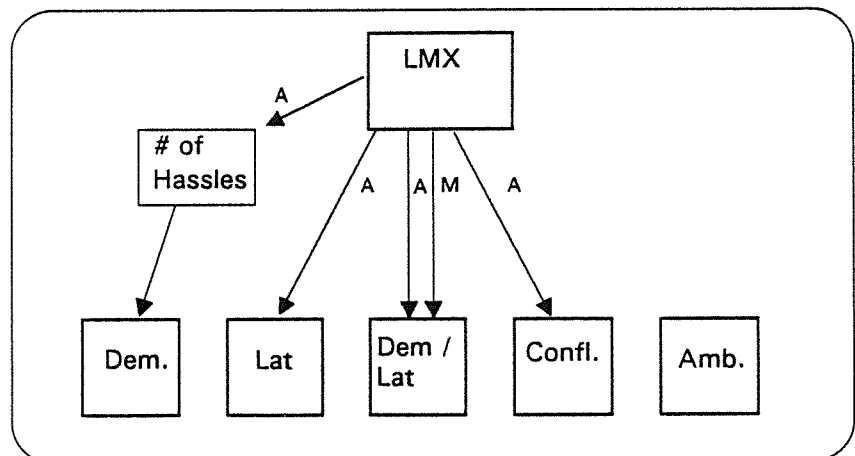 LMX
A
# of
Hassles
A
A
M
A
Dem.
Lat
Dem /
Lat
Confl.
Amb.